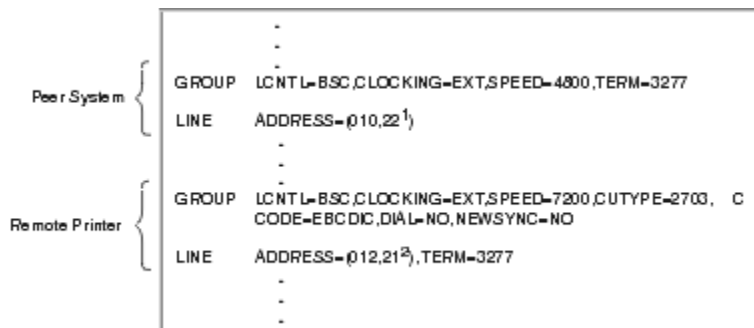 Peer System
GROUP LCNTL=BSC,CLOCKING=EXT,SPEED=4800,TERM=3277
LINE ADDRESS=(010,22¹)
Remote Printer
GROUP LCNTL=BSC,CLOCKING=EXT,SPEED=7200,CUTYPE=2703, C
CODE=EBCDIC,DIAL=NO,NEWSYNC=NO
LINE ADDRESS=(012,21²),TERM=3277